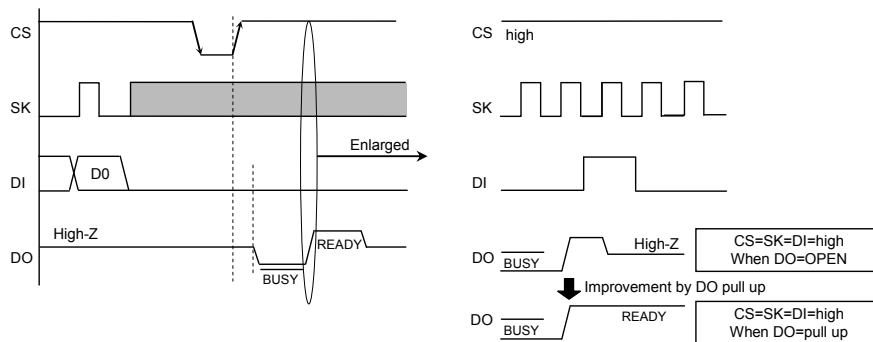 CS
SK
DI
D0
High-Z
DO
BUSY
READY
Enlarged
CS
high
SK
DI
High-Z
DO
BUSY
CS=SK=DI=high
When DO=OPEN
Improvement by DO pull up
DO
BUSY
READY
CS=SK=DI=high
When DO=pull up